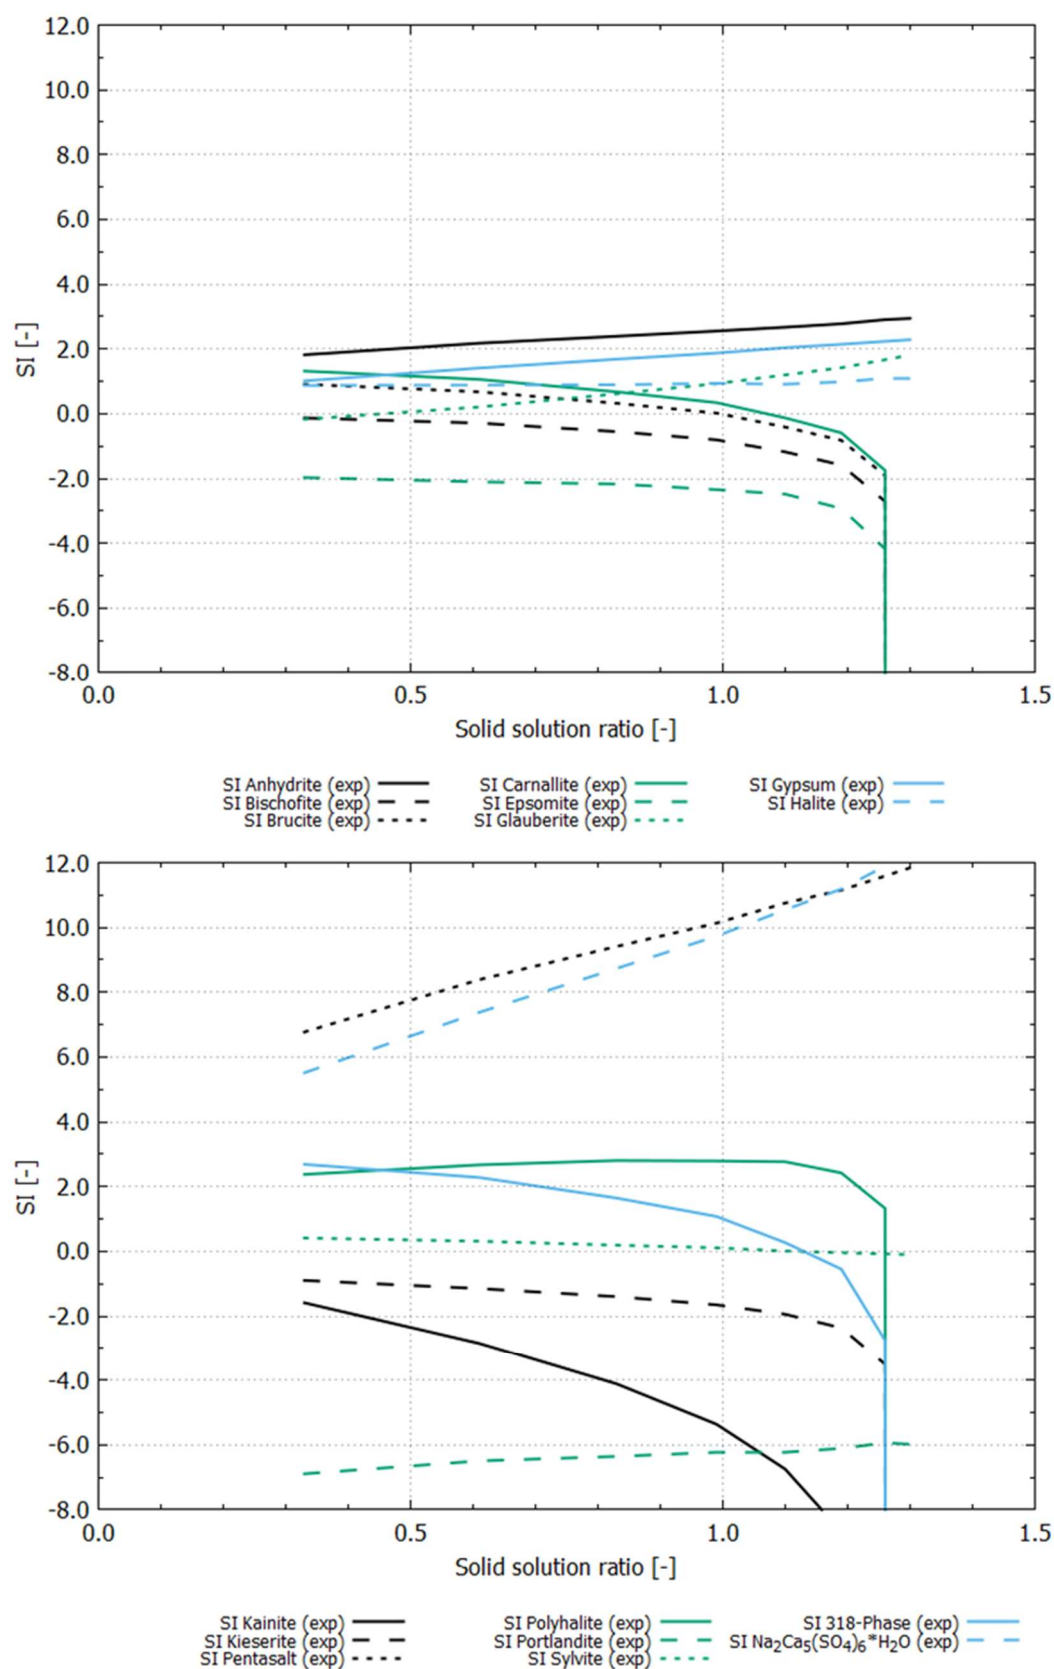 12.0
10.0
8.0
6.0
4.0
2.0
0.0
-2.0
-4.0
-6.0
-8.0
SI [-]
0.0 0.5 1.0 1.5
Solid solution ratio [-]
SI Anhydrite (exp) SI Carnallite (exp) SI Gypsum (exp)
SI Bischofite (exp) SI Epsomite (exp) SI Halite (exp)
SI Brucite (exp) SI Glauberite (exp)
12.0
10.0
8.0
6.0
4.0
2.0
0.0
-2.0
-4.0
-6.0
-8.0
SI [-]
0.0 0.5 1.0 1.5
Solid solution ratio [-]
SI Kainite (exp) SI Polyhalite (exp) SI 318-Phase (exp)
SI Kieserite (exp) SI Portlandite (exp) SI Na₂Ca₅(SO₄)₆*H₂O (exp)
SI Pentasalt (exp) SI Sylvite (exp)